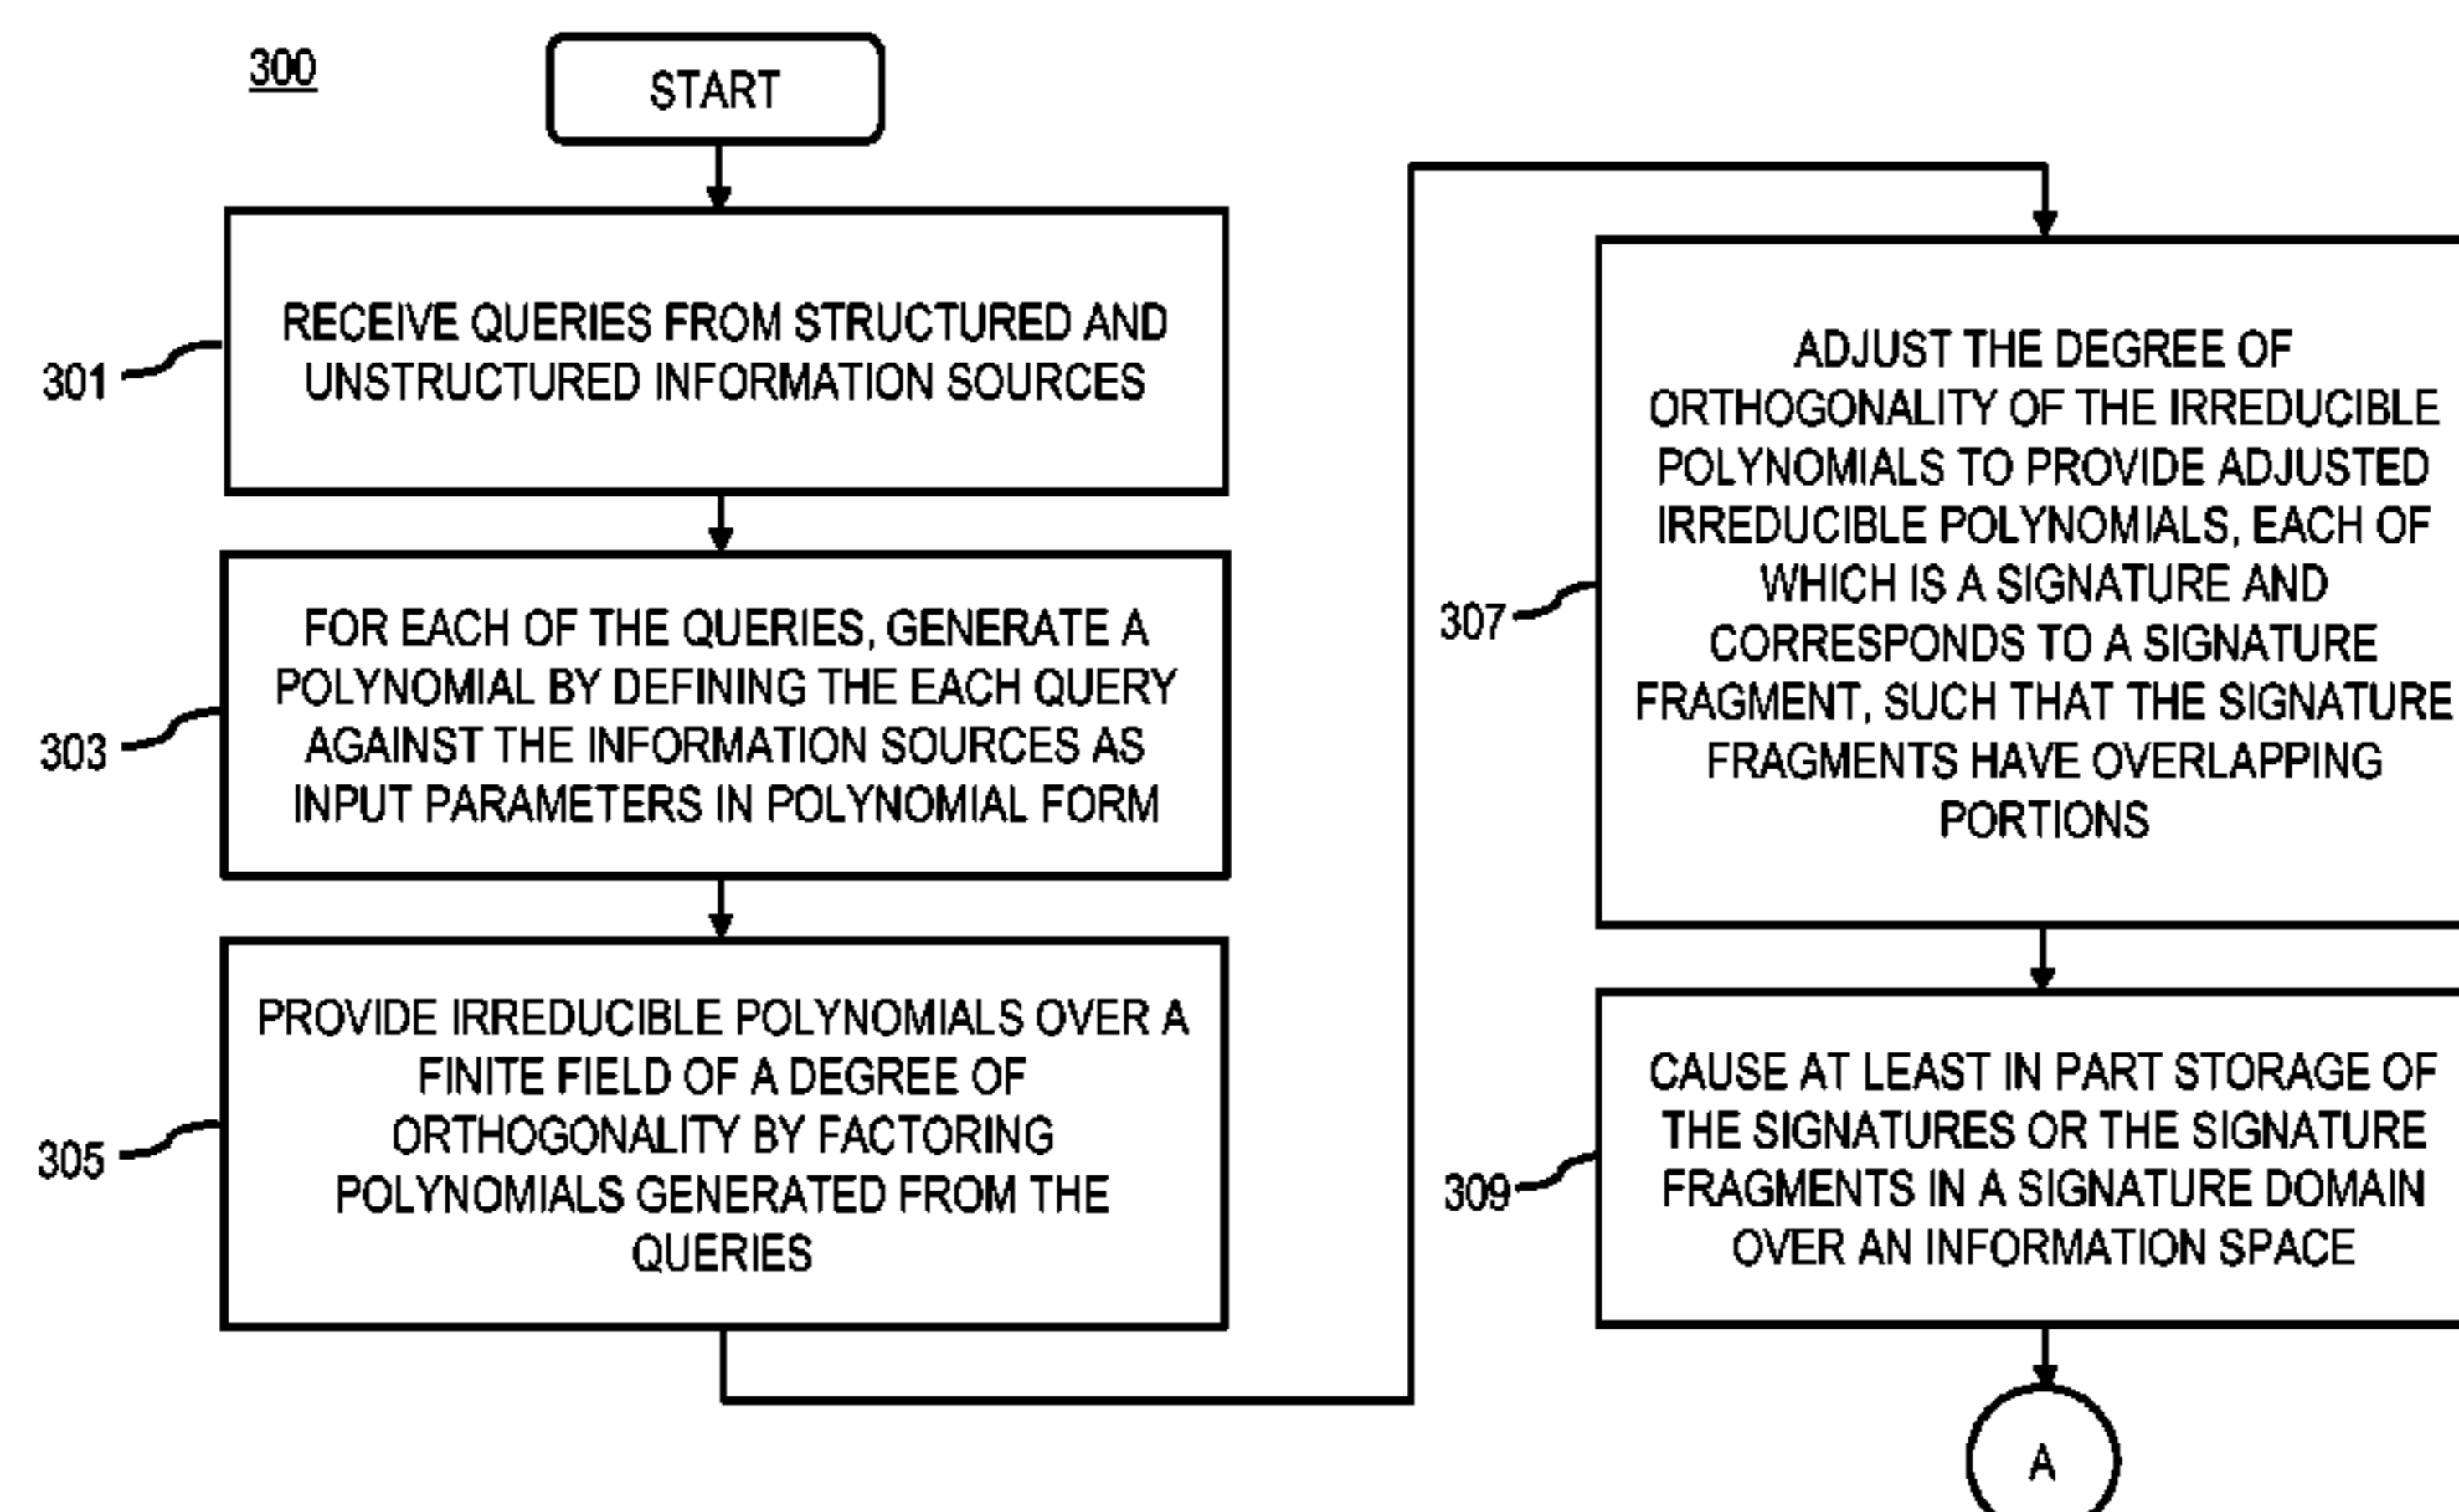 300
START
301
RECEIVE QUERIES FROM STRUCTURED AND
UNSTRUCTURED INFORMATION SOURCES
303
FOR EACH OF THE QUERIES, GENERATE A
POLYNOMIAL BY DEFINING THE EACH QUERY
AGAINST THE INFORMATION SOURCES AS
INPUT PARAMETERS IN POLYNOMIAL FORM
305
PROVIDE IRREDUCIBLE POLYNOMIALS OVER A
FINITE FIELD OF A DEGREE OF
ORTHOGONALITY BY FACTORING
POLYNOMIALS GENERATED FROM THE
QUERIES
307
ADJUST THE DEGREE OF
ORTHOGONALITY OF THE IRREDUCIBLE
POLYNOMIALS TO PROVIDE ADJUSTED
IRREDUCIBLE POLYNOMIALS, EACH OF
WHICH IS A SIGNATURE AND
CORRESPONDS TO A SIGNATURE
FRAGMENT, SUCH THAT THE SIGNATURE
FRAGMENTS HAVE OVERLAPPING
PORTIONS
309
CAUSE AT LEAST IN PART STORAGE OF
THE SIGNATURES OR THE SIGNATURE
FRAGMENTS IN A SIGNATURE DOMAIN
OVER AN INFORMATION SPACE
A